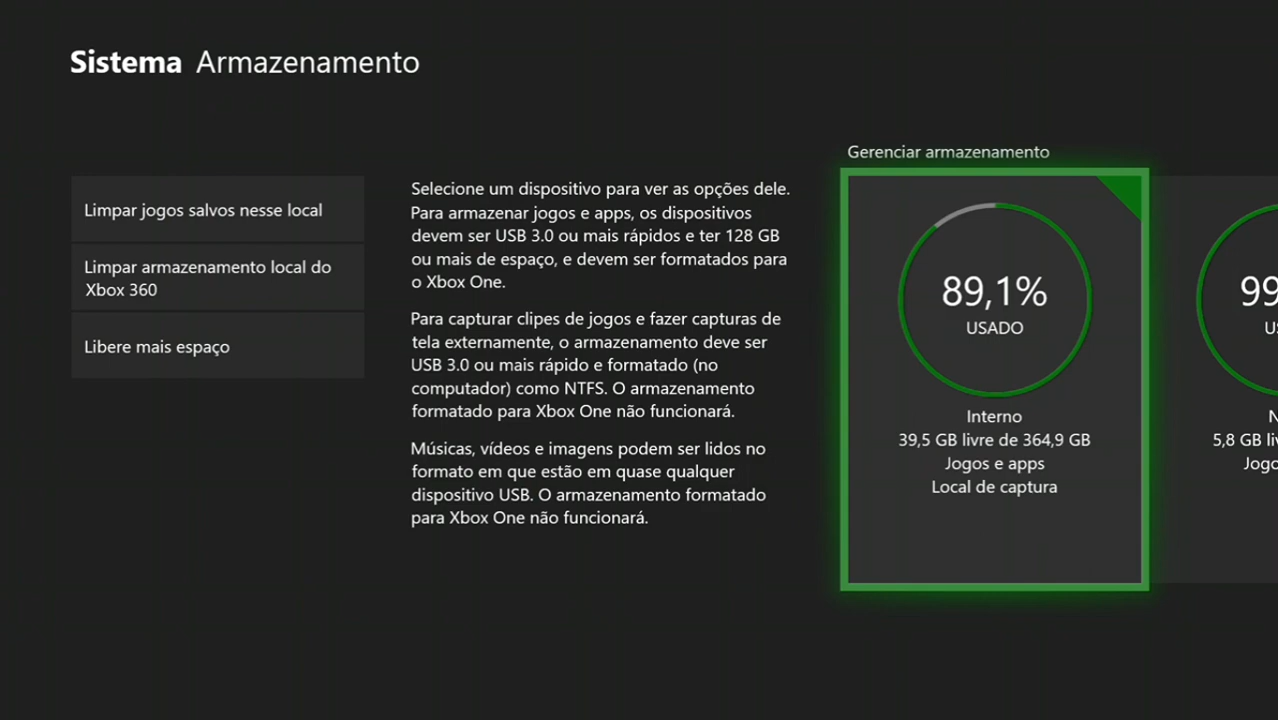 Sistema Armazenamento
Limpar jogos salvos nesse local
Limpar armazenamento local do
Xbox 360
Libere mais espaço
Selecione um dispositivo para ver as opções dele.
Para armazenar jogos e apps, os dispositivos
devem ser USB 3.0 ou mais rápidos e ter 128 GB
ou mais de espaço, e devem ser formatados para
o Xbox One.
Para capturar clipes de jogos e fazer capturas de
tela externamente, o armazenamento deve ser
USB 3.0 ou mais rápido e formatado (no
computador) como NTFS. O armazenamento
formatado para Xbox One não funcionará.
Músicas, vídeos e imagens podem ser lidos no
formato em que estão em quase qualquer
dispositivo USB. O armazenamento formatado
para Xbox One não funcionará.
Gerenciar armazenamento
89,1%
USADO
Interno
39,5 GB livre de 364,9 GB
Jogos e apps
Local de captura
99
5,8 GB